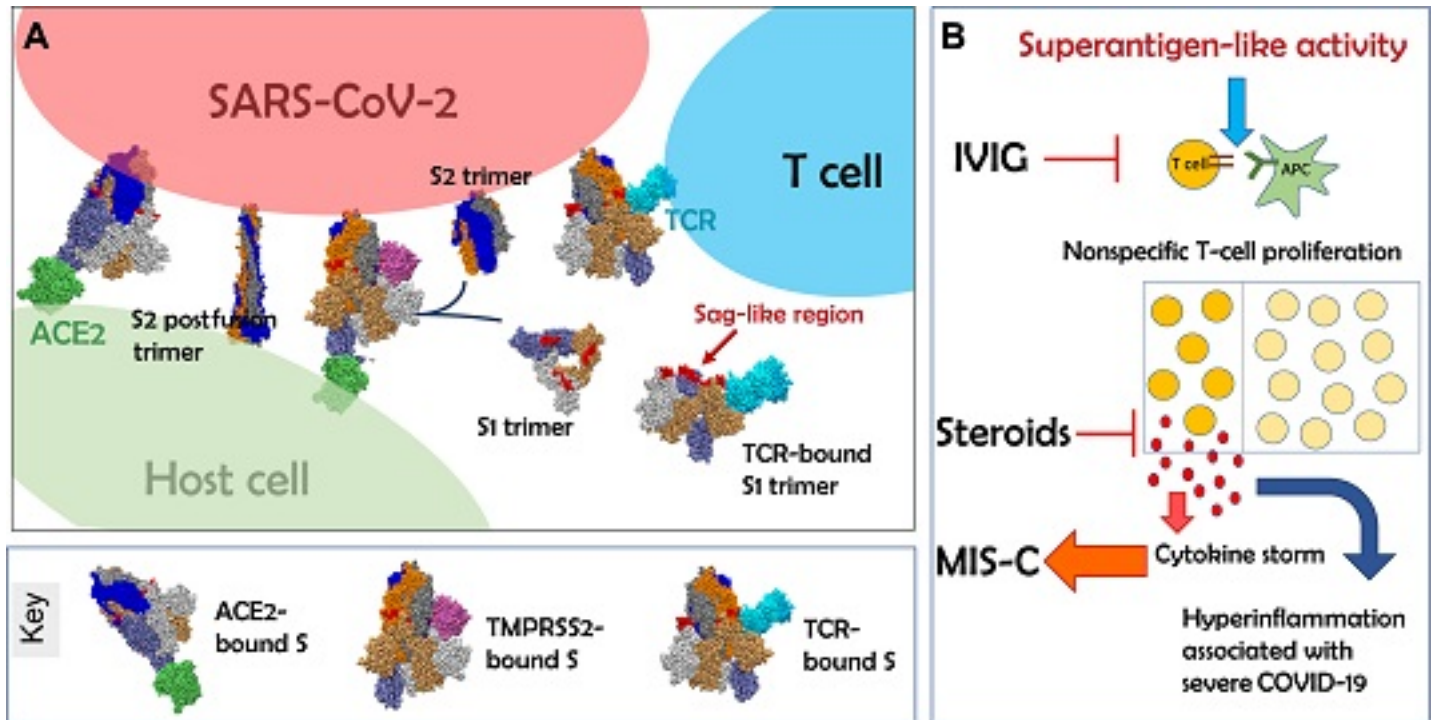 A
SARS-CoV-2
T cell
S2 trimer
TCR
ACE2
S2 postfusion
trimer
Sag-like region
S1 trimer
TCR-bound
S1 trimer
Host cell
Key
ACE2-
bound S
TMPRSS2-
bound S
TCR-
bound S
B
Superantigen-like activity
IVIG
T cell
APC
Nonspecific T-cell proliferation
Steroids
MIS-C
Cytokine storm
Hyperinflammation
associated with
severe COVID-19